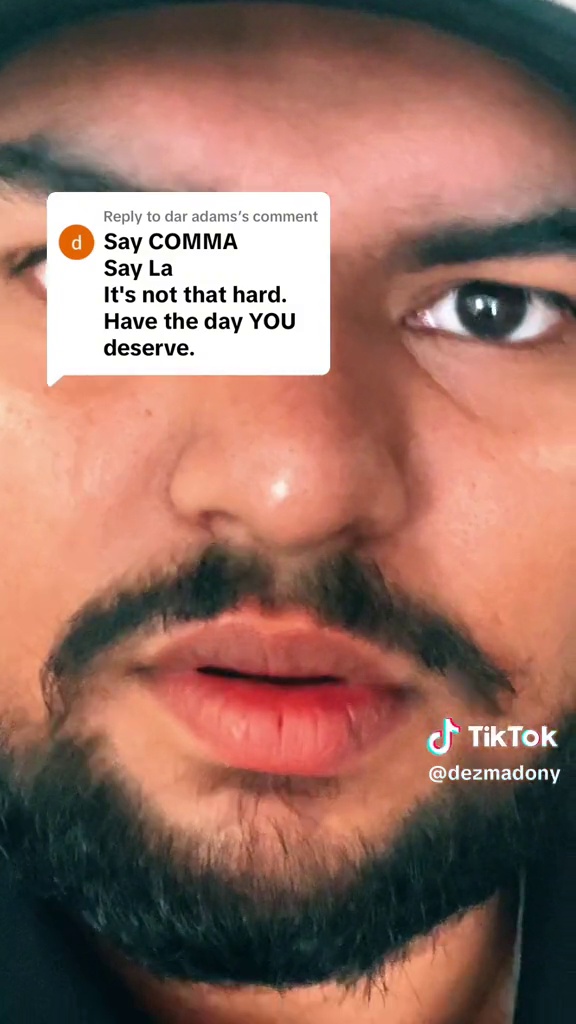 Reply to dar adams's comment
d
Say COMMA
Say La
It's not that hard.
Have the day YOU
deserve.
TikTok
@dezmadony